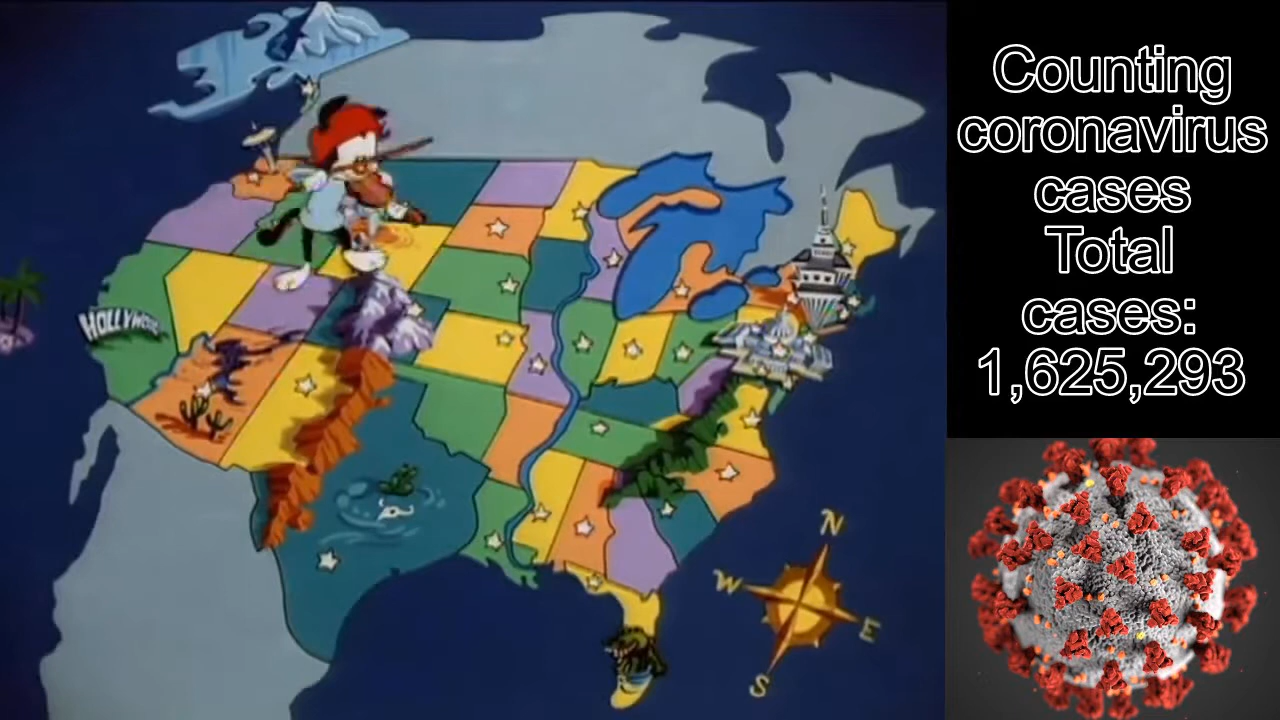 Counting
coronavirus
cases
Total
cases:
1,625,293
HOLLYWOOD
N
W
E
S